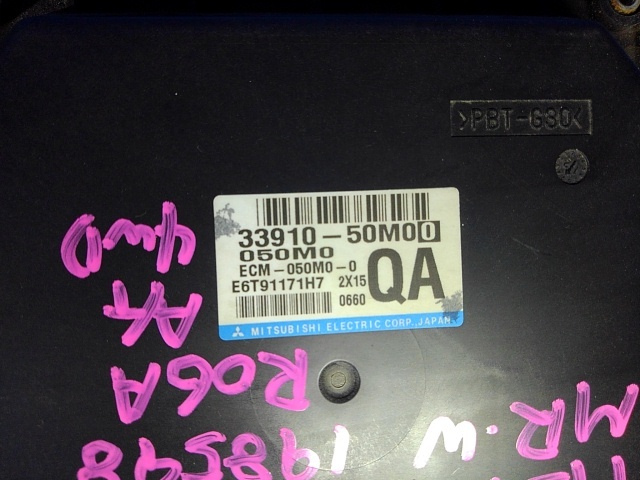 >PBT-G30<
33910-50M00
050M0
ECM-050M0-0
E6T91171H7 2X15
0660
QA
MITSUBISHI ELECTRIC CORP., JAPAN
4WD
AT
R06A
198548
MR.W